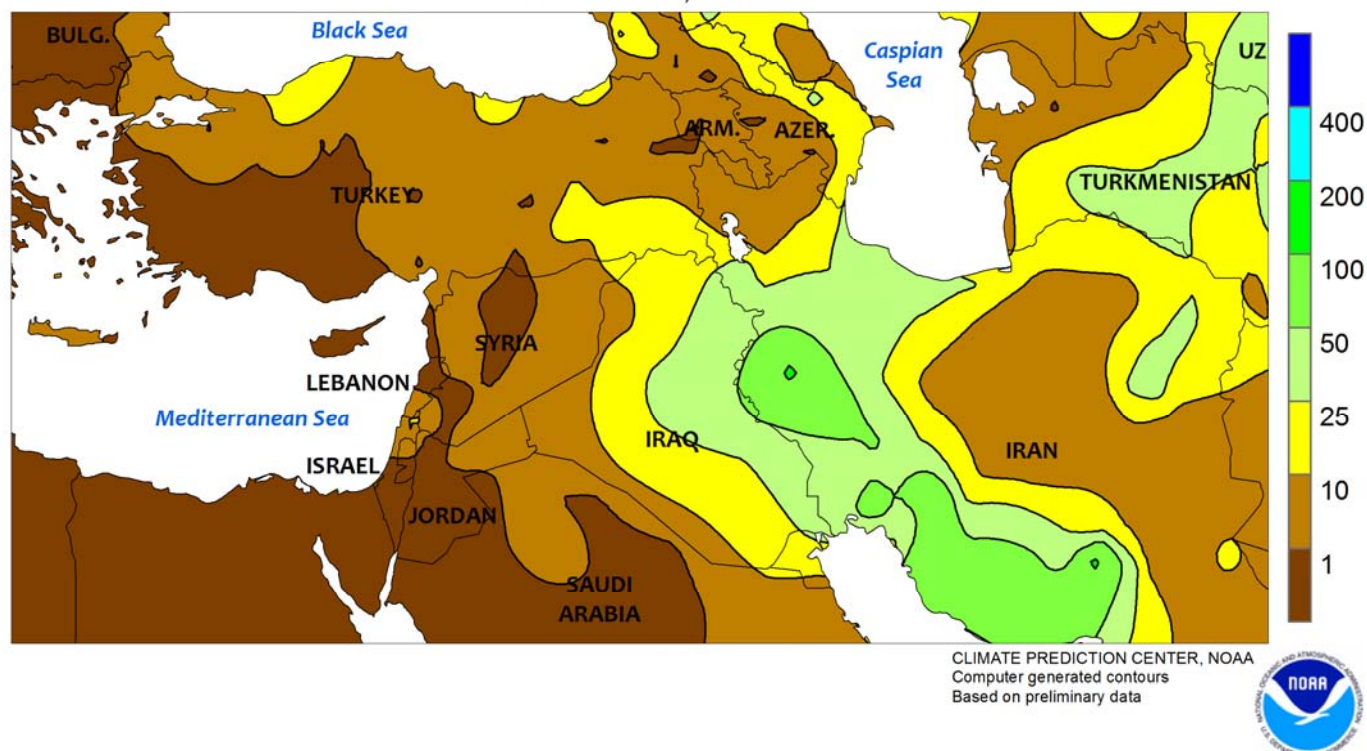 BULG.
Black Sea
Caspian
Sea
UZ
ARM.
AZER.
TURKEY
TURKMENISTAN
SYRIA
LEBANON
Mediterranean Sea
IRAQ
IRAN
ISRAEL
JORDAN
SAUDI
ARABIA
400
200
100
50
25
10
1
CLIMATE PREDICTION CENTER, NOAA
Computer generated contours
Based on preliminary data
NOAA